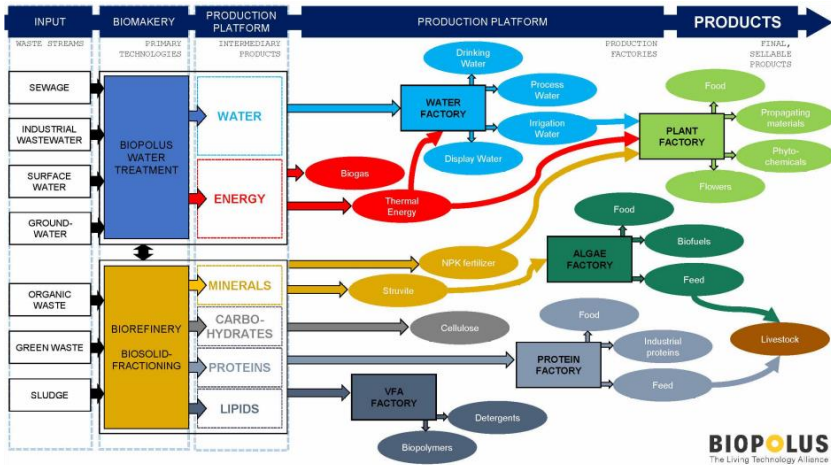 INPUT
BIOMAKERY
PRODUCTION
PLATFORM
PRODUCTION PLATFORM
PRODUCTS
WASTE STREAMS
PRIMARY
TECHNOLOGIES
INTERMEDIARY
PRODUCTS
PRODUCTION
FACTORIES
FINAL,
SELLABLE
PRODUCTS
SEWAGE
INDUSTRIAL
WASTEWATER
SURFACE
WATER
GROUND-
WATER
ORGANIC
WASTE
GREEN WASTE
SLUDGE
BIOPOLUS
WATER
TREATMENT
BIOREFINERY
BIOSOLID-
FRACTIONING
WATER
ENERGY
MINERALS
CARBO-
HYDRATES
PROTEINS
LIPIDS
Drinking
Water
Process
Water
WATER
FACTORY
Irrigation
Water
Display Water
Biogas
Thermal
Energy
NPK fertilizer
Struvite
Cellulose
VFA
FACTORY
Detergents
Biopolymers
Food
Propagating
materials
PLANT
FACTORY
Phyto-
chemicals
Flowers
Food
Biofuels
ALGAE
FACTORY
Feed
Food
Industrial
proteins
PROTEIN
FACTORY
Feed
Livestock
BIOPOLUS
The Living Technology Alliance